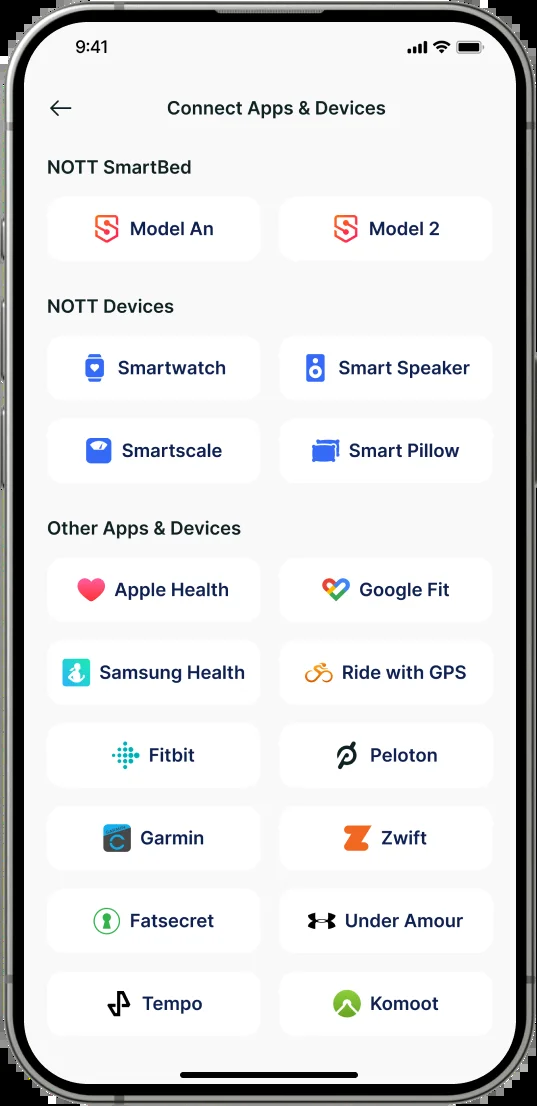 9:41
Connect Apps & Devices
NOTT SmartBed
Model An
Model 2
NOTT Devices
Smartwatch
Smart Speaker
Smartscale
Smart Pillow
Other Apps & Devices
Apple Health
Google Fit
Samsung Health
Ride with GPS
Fitbit
Peloton
Garmin
Zwift
Fatsecret
Under Amour
Tempo
Komoot